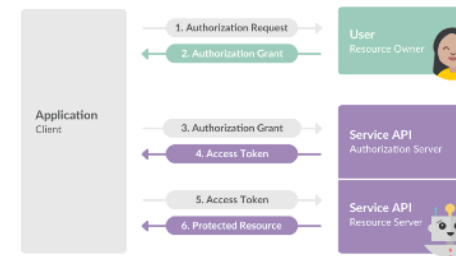 1. Authorization Request
2. Authorization Grant
User
Resource Owner
Application
Client
3. Authorization Grant
4. Access Token
Service API
Authorization Server
5. Access Token
6. Protected Resource
Service API
Resource Server